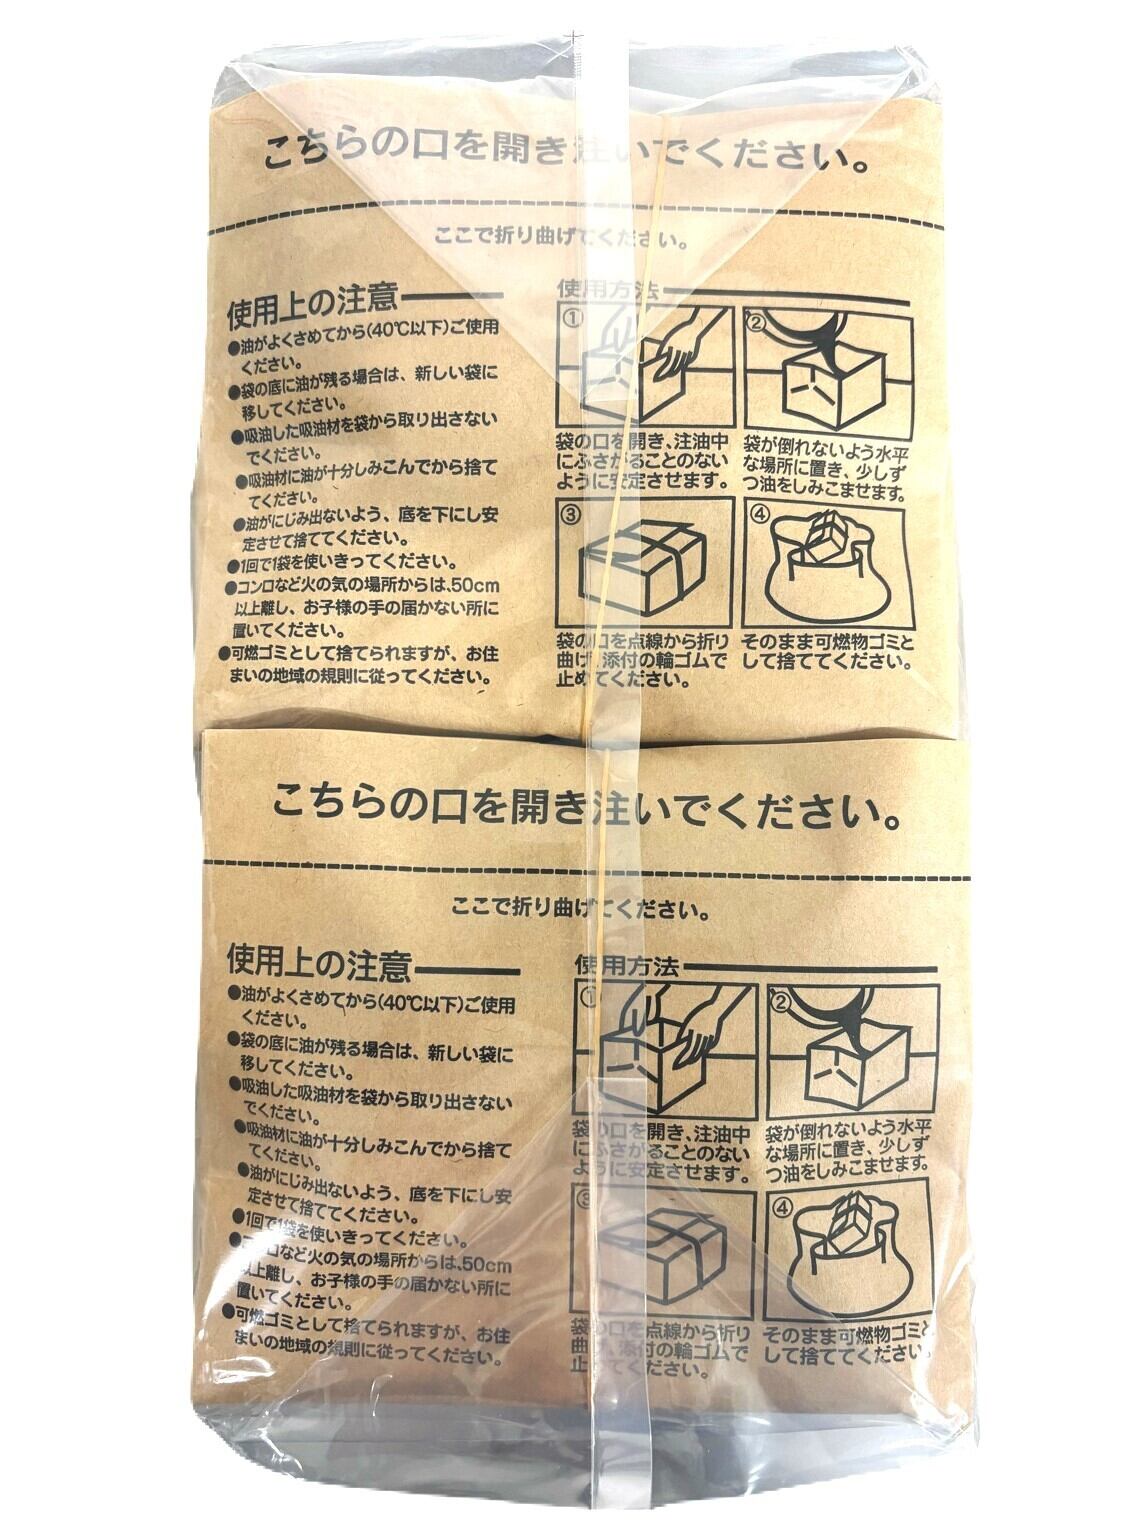 こちらの口を開き注いでください。
ここで折り曲げてください。
使用上の注意
●油がよくさめてから(40℃以下)ご使用
ください。
●袋の底に油が残る場合は、新しい袋に
移してください。
●吸油した吸油材を袋から取り出さない
でください。
●吸油材に油が十分しみこんでから捨て
てください。
●油がにじみ出ないよう、底を下にし安
定させて捨ててください。
●1回で1袋を使いきってください。
●コンロなど火の気の場所からは、50cm
以上離し、お子様の手の届かない所に
置いてください。
●可燃ゴミとして捨てられますが、お住
まいの地域の規則に従ってください。
使用方法
①
袋の口を開き、注油中
にふさがることのない
ように安定させます。
②
袋が倒れないよう水平
な場所に置き、少しず
つ油をしみこませます。
③
袋の口を点線から折り
曲げ、添付の輪ゴムで
止めてください。
④
そのまま可燃物ゴミと
して捨ててください。
こちらの口を開き注いでください。
ここで折り曲げてください。
使用上の注意
●油がよくさめてから(40℃以下)ご使用
ください。
●袋の底に油が残る場合は、新しい袋に
移してください。
●吸油した吸油材を袋から取り出さない
でください。
●吸油材に油が十分しみこんでから捨て
てください。
●油がにじみ出ないよう、底を下にし安
定させて捨ててください。
●1回で1袋を使いきってください。
●コンロなど火の気の場所からは、50cm
以上離し、お子様の手の届かない所に
置いてください。
●可燃ゴミとして捨てられますが、お住
まいの地域の規則に従ってください。
使用方法
①
袋の口を開き、注油中
にふさがることのない
ように安定させます。
②
袋が倒れないよう水平
な場所に置き、少しず
つ油をしみこませます。
③
袋の口を点線から折り
曲げ、添付の輪ゴムで
止めてください。
④
そのまま可燃物ゴミと
して捨ててください。